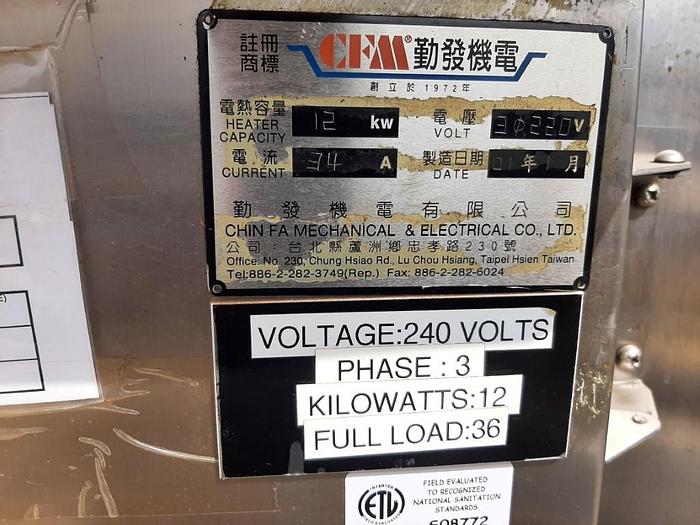 註冊
商標
CFM® 勤發機電
創立於1972年
電熱容量 HEATER CAPACITY 12 kw
電壓 VOLT 3Φ220V
電流 CURRENT 34 A
製造日期 DATE 01年1月
勤發機電有限公司
CHIN FA MECHANICAL & ELECTRICAL CO., LTD.
公司：台北縣蘆洲鄉忠孝路230號
Office: No. 230, Chung Hsiao Rd., Lu Chou Hsiang, Taipei Hsien Taiwan
Tel:886-2-282-3749(Rep.) Fax: 886-2-282-6024
VOLTAGE:240 VOLTS
PHASE : 3
KILOWATTS:12
FULL LOAD:36
INTERTEK
ETL
FIELD EVALUATED
FIELD EVALUATED
TO RECOGNIZED
NATIONAL SANITATION
STANDARDS
608772